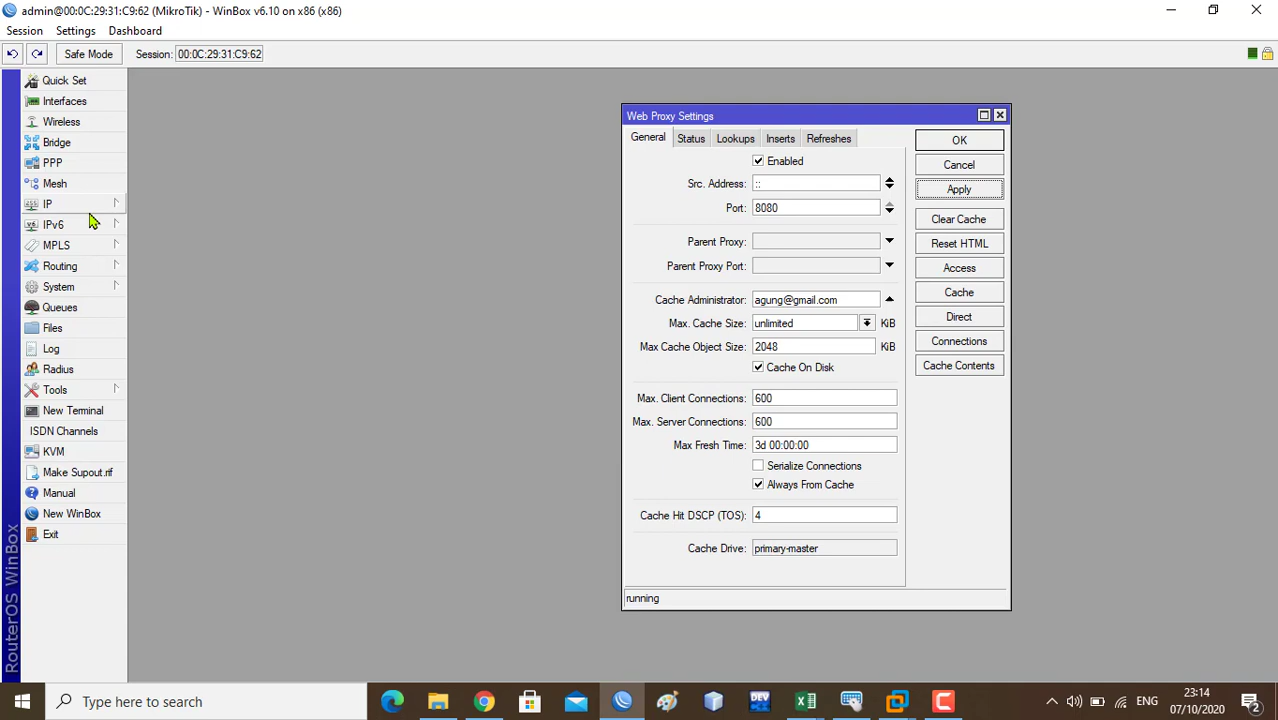 admin@00:0C:29:31:C9:62 (MikroTik) - WinBox v6.10 on x86 (x86)
Session Settings Dashboard
Safe Mode Session: 00:0C:29:31:C9:62
Quick Set
Interfaces
Wireless
Bridge
PPP
Mesh
IP
IPv6
MPLS
Routing
System
Queues
Files
Log
Radius
Tools
New Terminal
ISDN Channels
KVM
Make Supout.rif
Manual
New WinBox
Exit
RouterOS WinBox
Web Proxy Settings
General Status Lookups Inserts Refreshes
Enabled
Src. Address: ::
Port: 8080
Parent Proxy:
Parent Proxy Port:
Cache Administrator: agung@gmail.com
Max. Cache Size: unlimited KiB
Max Cache Object Size: 2048 KiB
Cache On Disk
Max. Client Connections: 600
Max. Server Connections: 600
Max Fresh Time: 3d 00:00:00
Serialize Connections
Always From Cache
Cache Hit DSCP (TOS): 4
Cache Drive: primary-master
running
OK
Cancel
Apply
Clear Cache
Reset HTML
Access
Cache
Direct
Connections
Cache Contents
Type here to search
DEV
ENG
23:14
07/10/2020
2